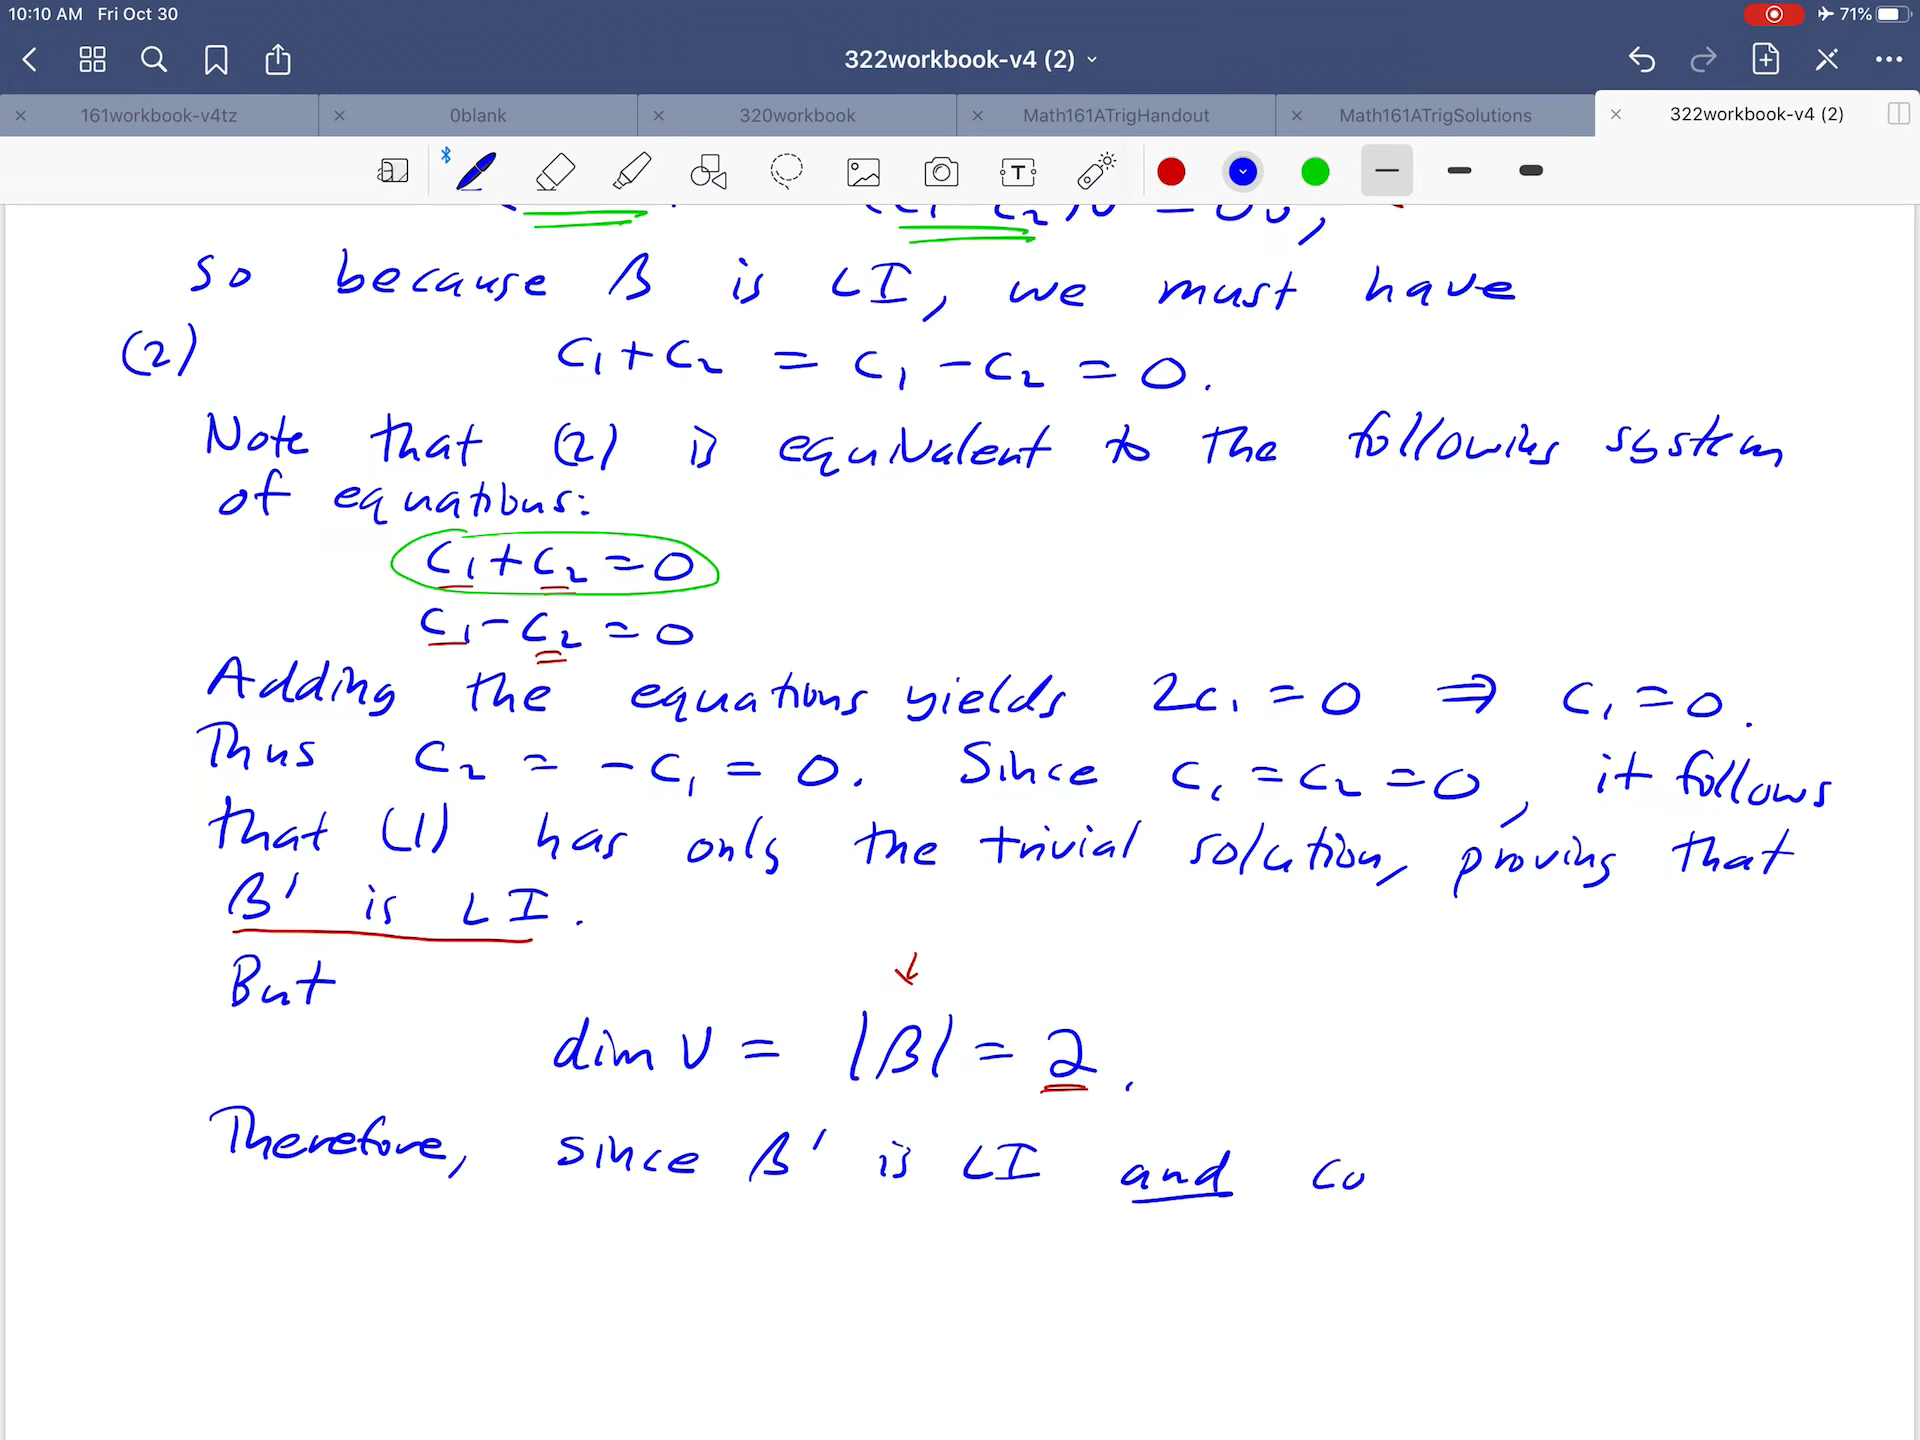 10:10 AM Fri Oct 30
71%
322workbook-v4 (2)
161workbook-v4tz
0blank
320workbook
Math161ATrigHandout
Math161ATrigSolutions
322workbook-v4 (2)
so because β is LI, we must have
(2) c₁+c₂ = c₁-c₂ = 0.
Note that (2) is equivalent to the following system
of equations:
c₁+c₂=0
c₁-c₂=0
Adding the equations yields 2c₁=0 ⇒ c₁=0.
Thus c₂ = -c₁ = 0. Since c₁=c₂=0, it follows
that (1) has only the trivial solution, proving that
β' is LI.
But
dim V = |β| = 2.
Therefore, since β' is LI and co